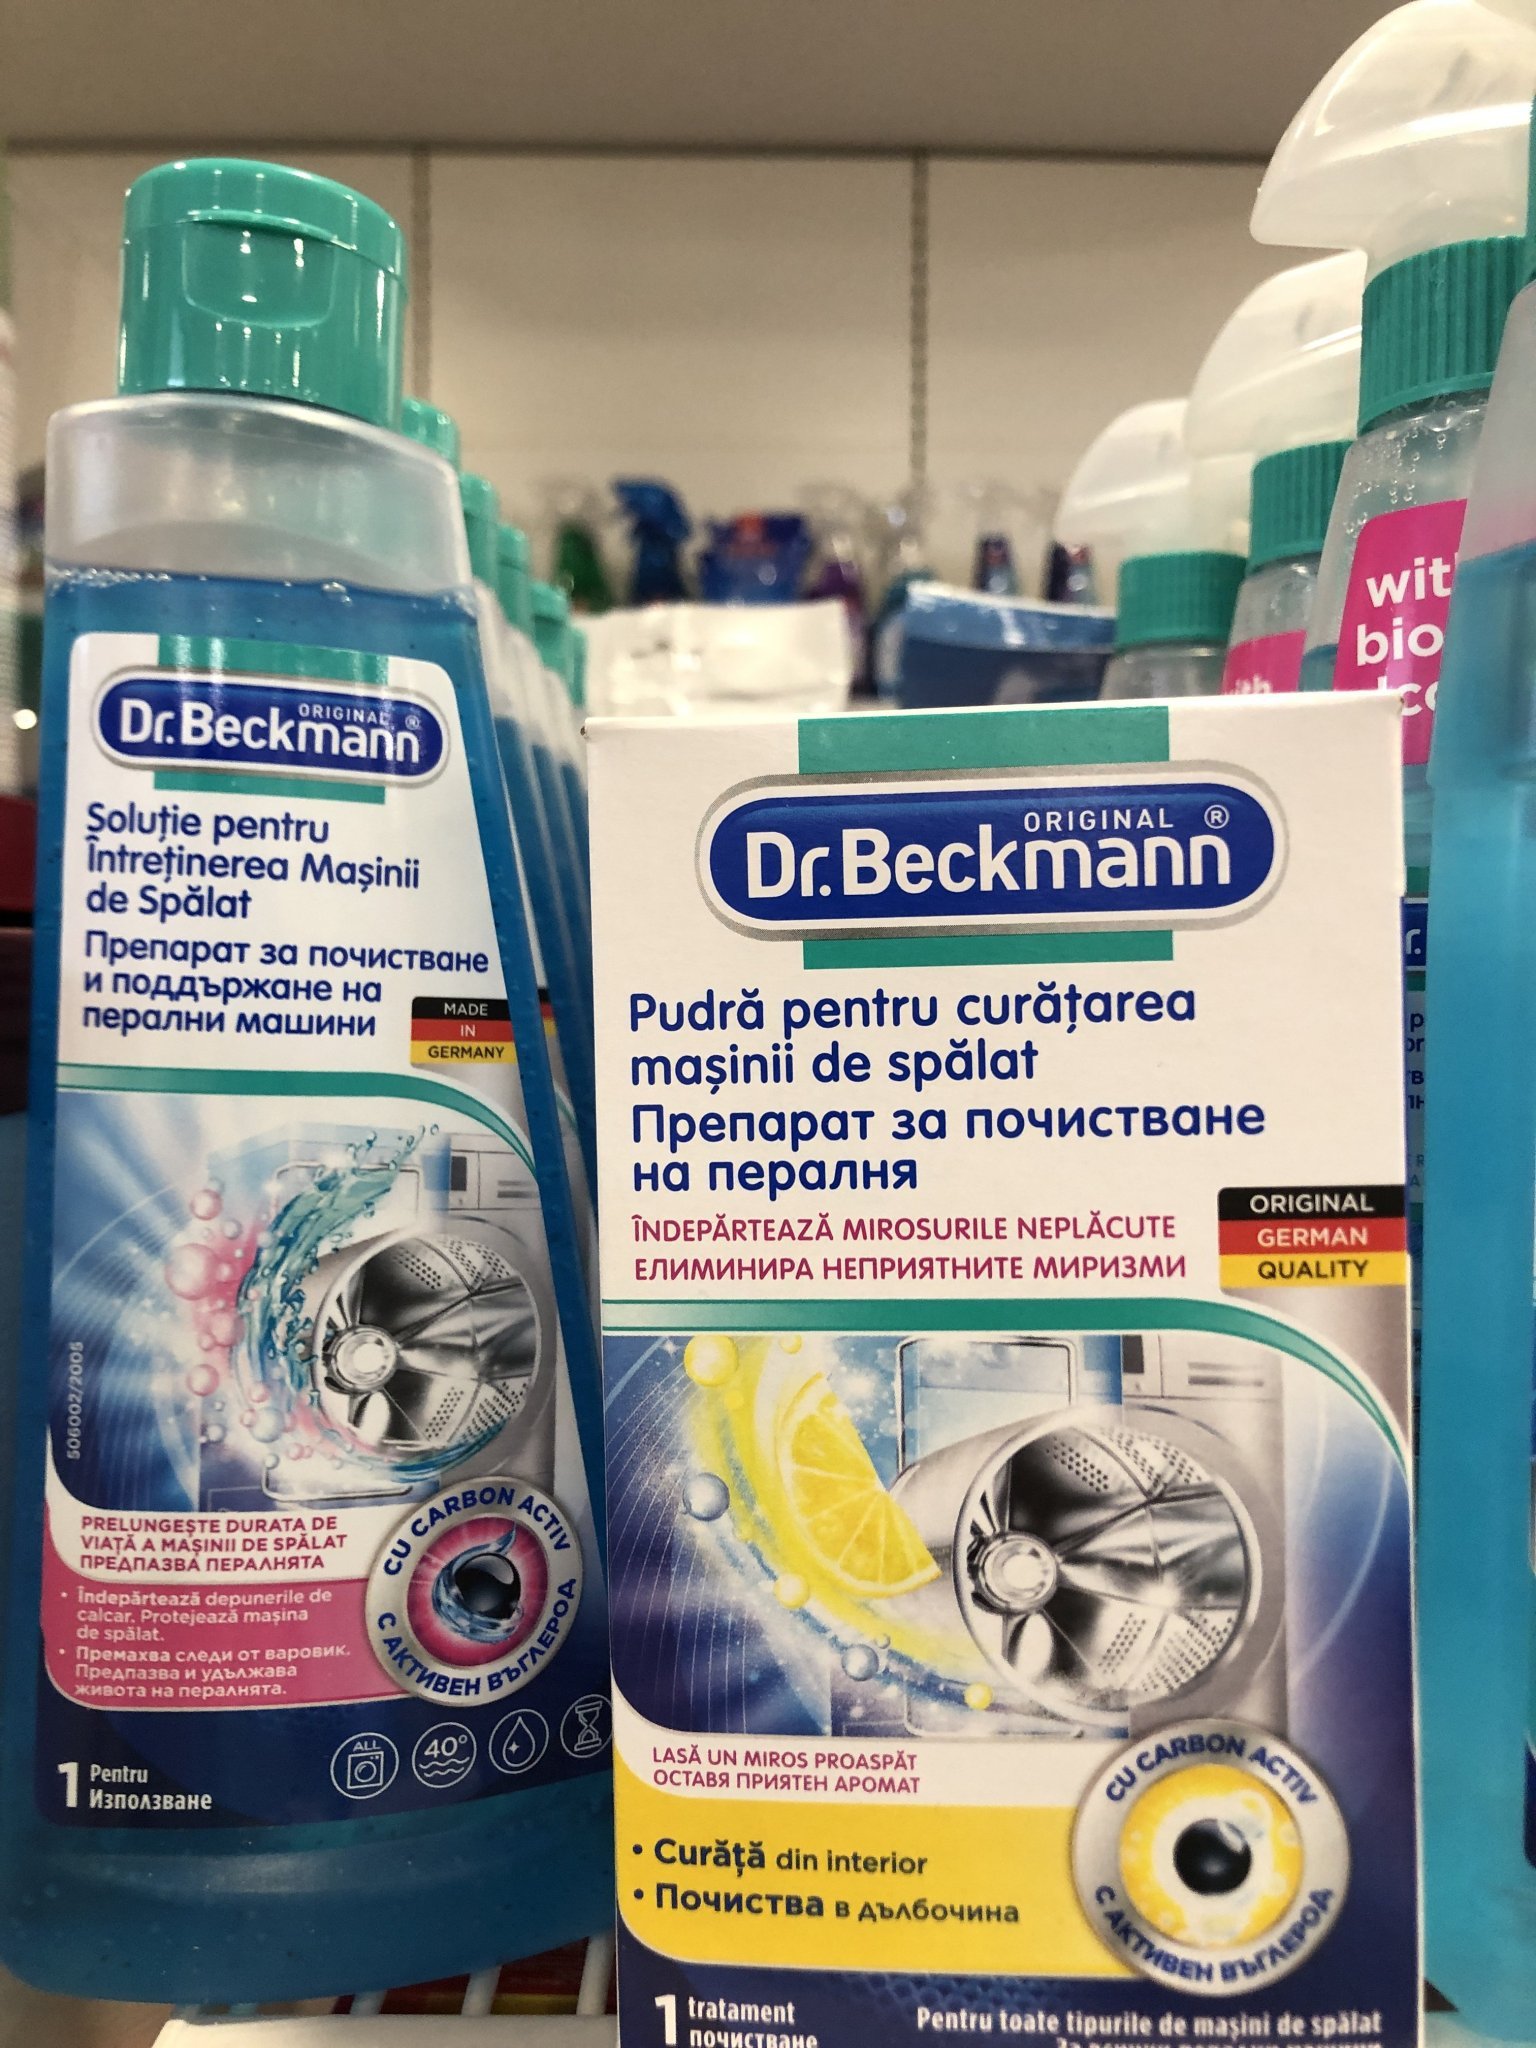 ORIGINAL ®
Dr.Beckmann
Soluție pentru
Întreținerea Mașinii
de Spălat
Препарат за почистване
и поддържане на
перални машини
MADE
IN
GERMANY
506002/2005
PRELUNGEȘTE DURATA DE
VIAȚĂ A MAȘINII DE SPĂLAT
ПРЕДПАЗВА ПЕРАЛНЯТА
• Îndepărtează depunerile de
calcar. Protejează mașina
de spălat.
• Премахва следи от варовик.
Предпазва и удължава
живота на пералнята.
CU CARBON ACTIV
С АКТИВЕН ВЪГЛЕРОД
ALL
40°
1 Pentru
Използване
ORIGINAL ®
Dr.Beckmann
Pudră pentru curățarea
mașinii de spălat
Препарат за почистване
на пералня
ÎNDEPĂRTEAZĂ MIROSURILE NEPLĂCUTE
ЕЛИМИНИРА НЕПРИЯТНИТЕ МИРИЗМИ
ORIGINAL
GERMAN
QUALITY
LASĂ UN MIROS PROASPĂT
ОСТАВЯ ПРИЯТЕН АРОМАТ
• Curăță din interior
• Почиства в дълбочина
CU CARBON ACTIV
С АКТИВЕН ВЪГЛЕРОД
1 tratament
почистване
Pentru toate tipurile de mașini de spălat
bio